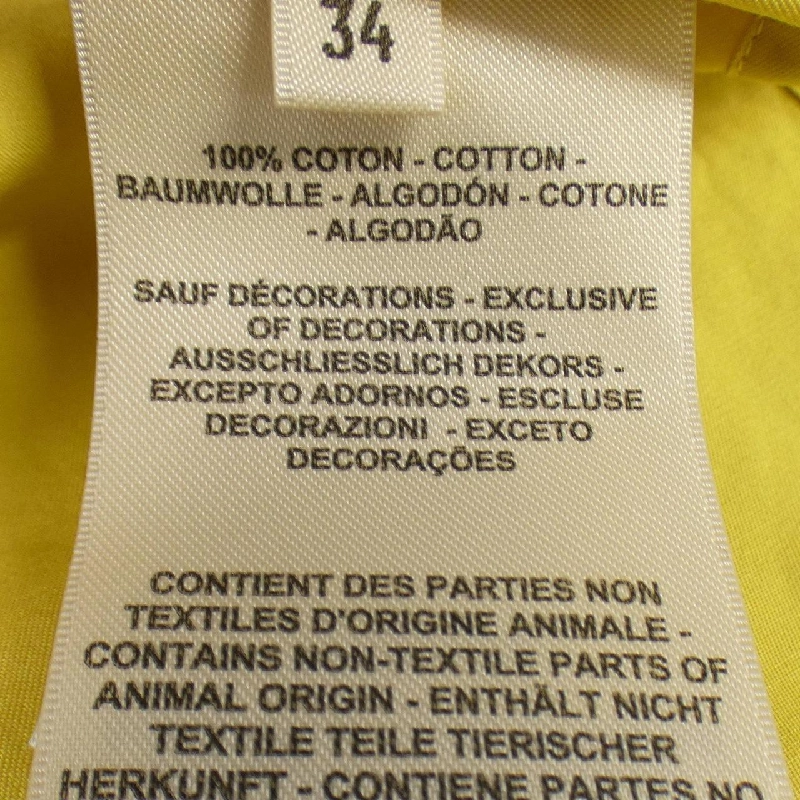 34
100% COTON - COTTON -
BAUMWOLLE - ALGODÓN - COTONE
- ALGODÃO
SAUF DÉCORATIONS - EXCLUSIVE
OF DECORATIONS -
AUSSCHLIESSLICH DEKORS -
EXCEPTO ADORNOS - ESCLUSE
DECORAZIONI - EXCETO
DECORAÇÕES
CONTIENT DES PARTIES NON
TEXTILES D'ORIGINE ANIMALE -
CONTAINS NON-TEXTILE PARTS OF
ANIMAL ORIGIN - ENTHÄLT NICHT
TEXTILE TEILE TIERISCHER
HERKUNFT - CONTIENE PARTES NO